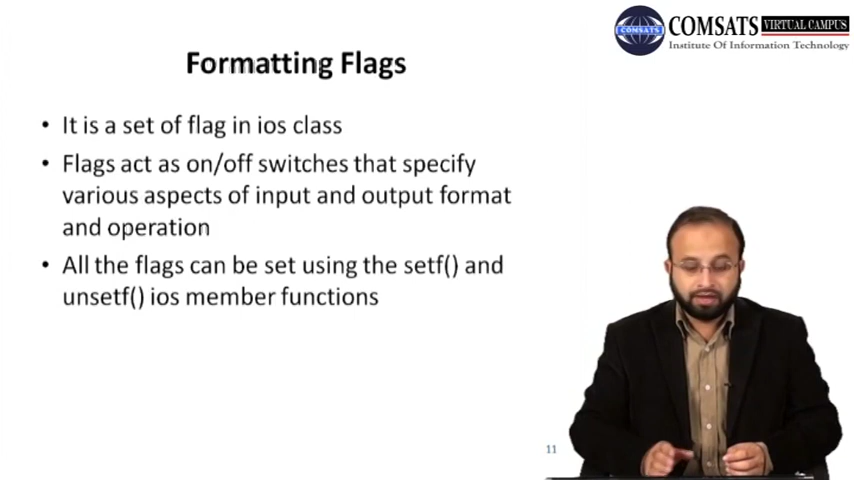 COMSATS VIRTUAL CAMPUS
COMSATS
Institute Of Information Technology
Formatting Flags
• It is a set of flag in ios class
• Flags act as on/off switches that specify
various aspects of input and output format
and operation
• All the flags can be set using the setf() and
unsetf() ios member functions
11